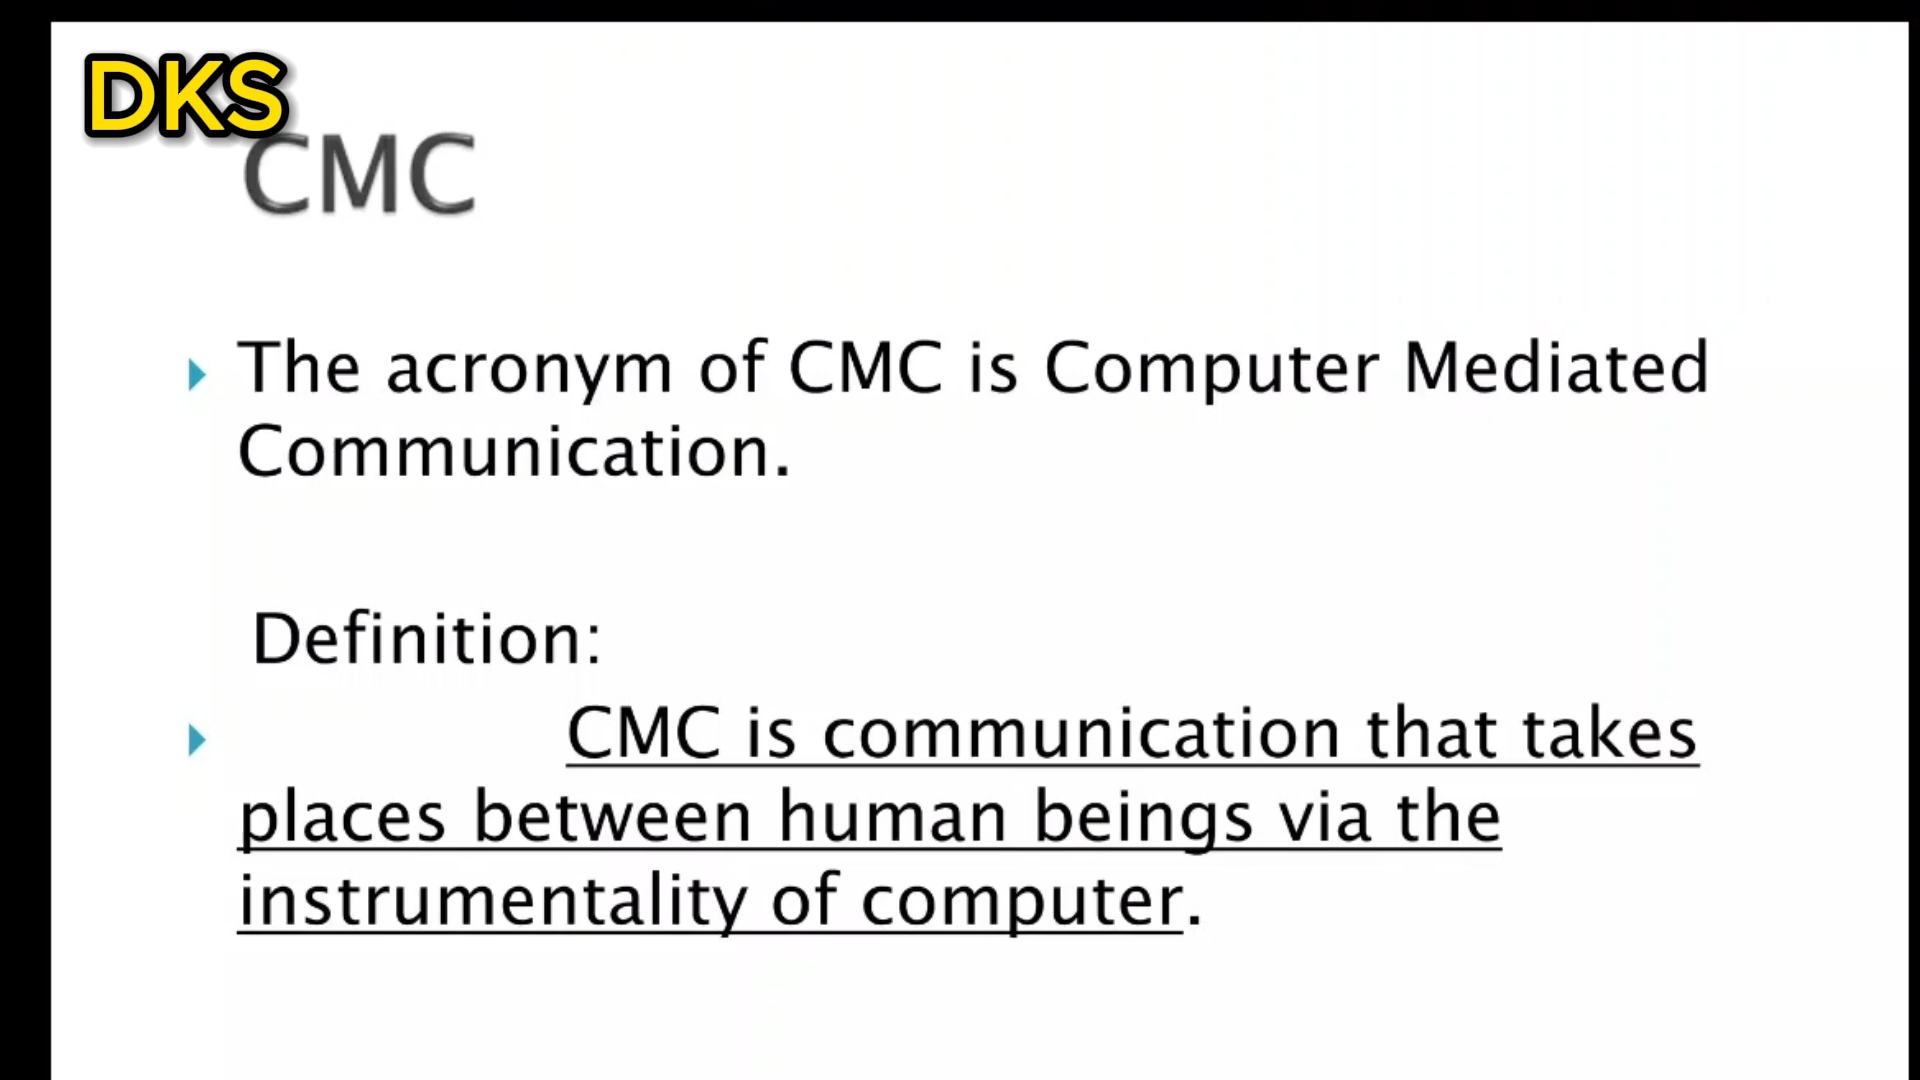 DKS
CMC
The acronym of CMC is Computer Mediated
Communication.
Definition:
CMC is communication that takes
places between human beings via the
instrumentality of computer.